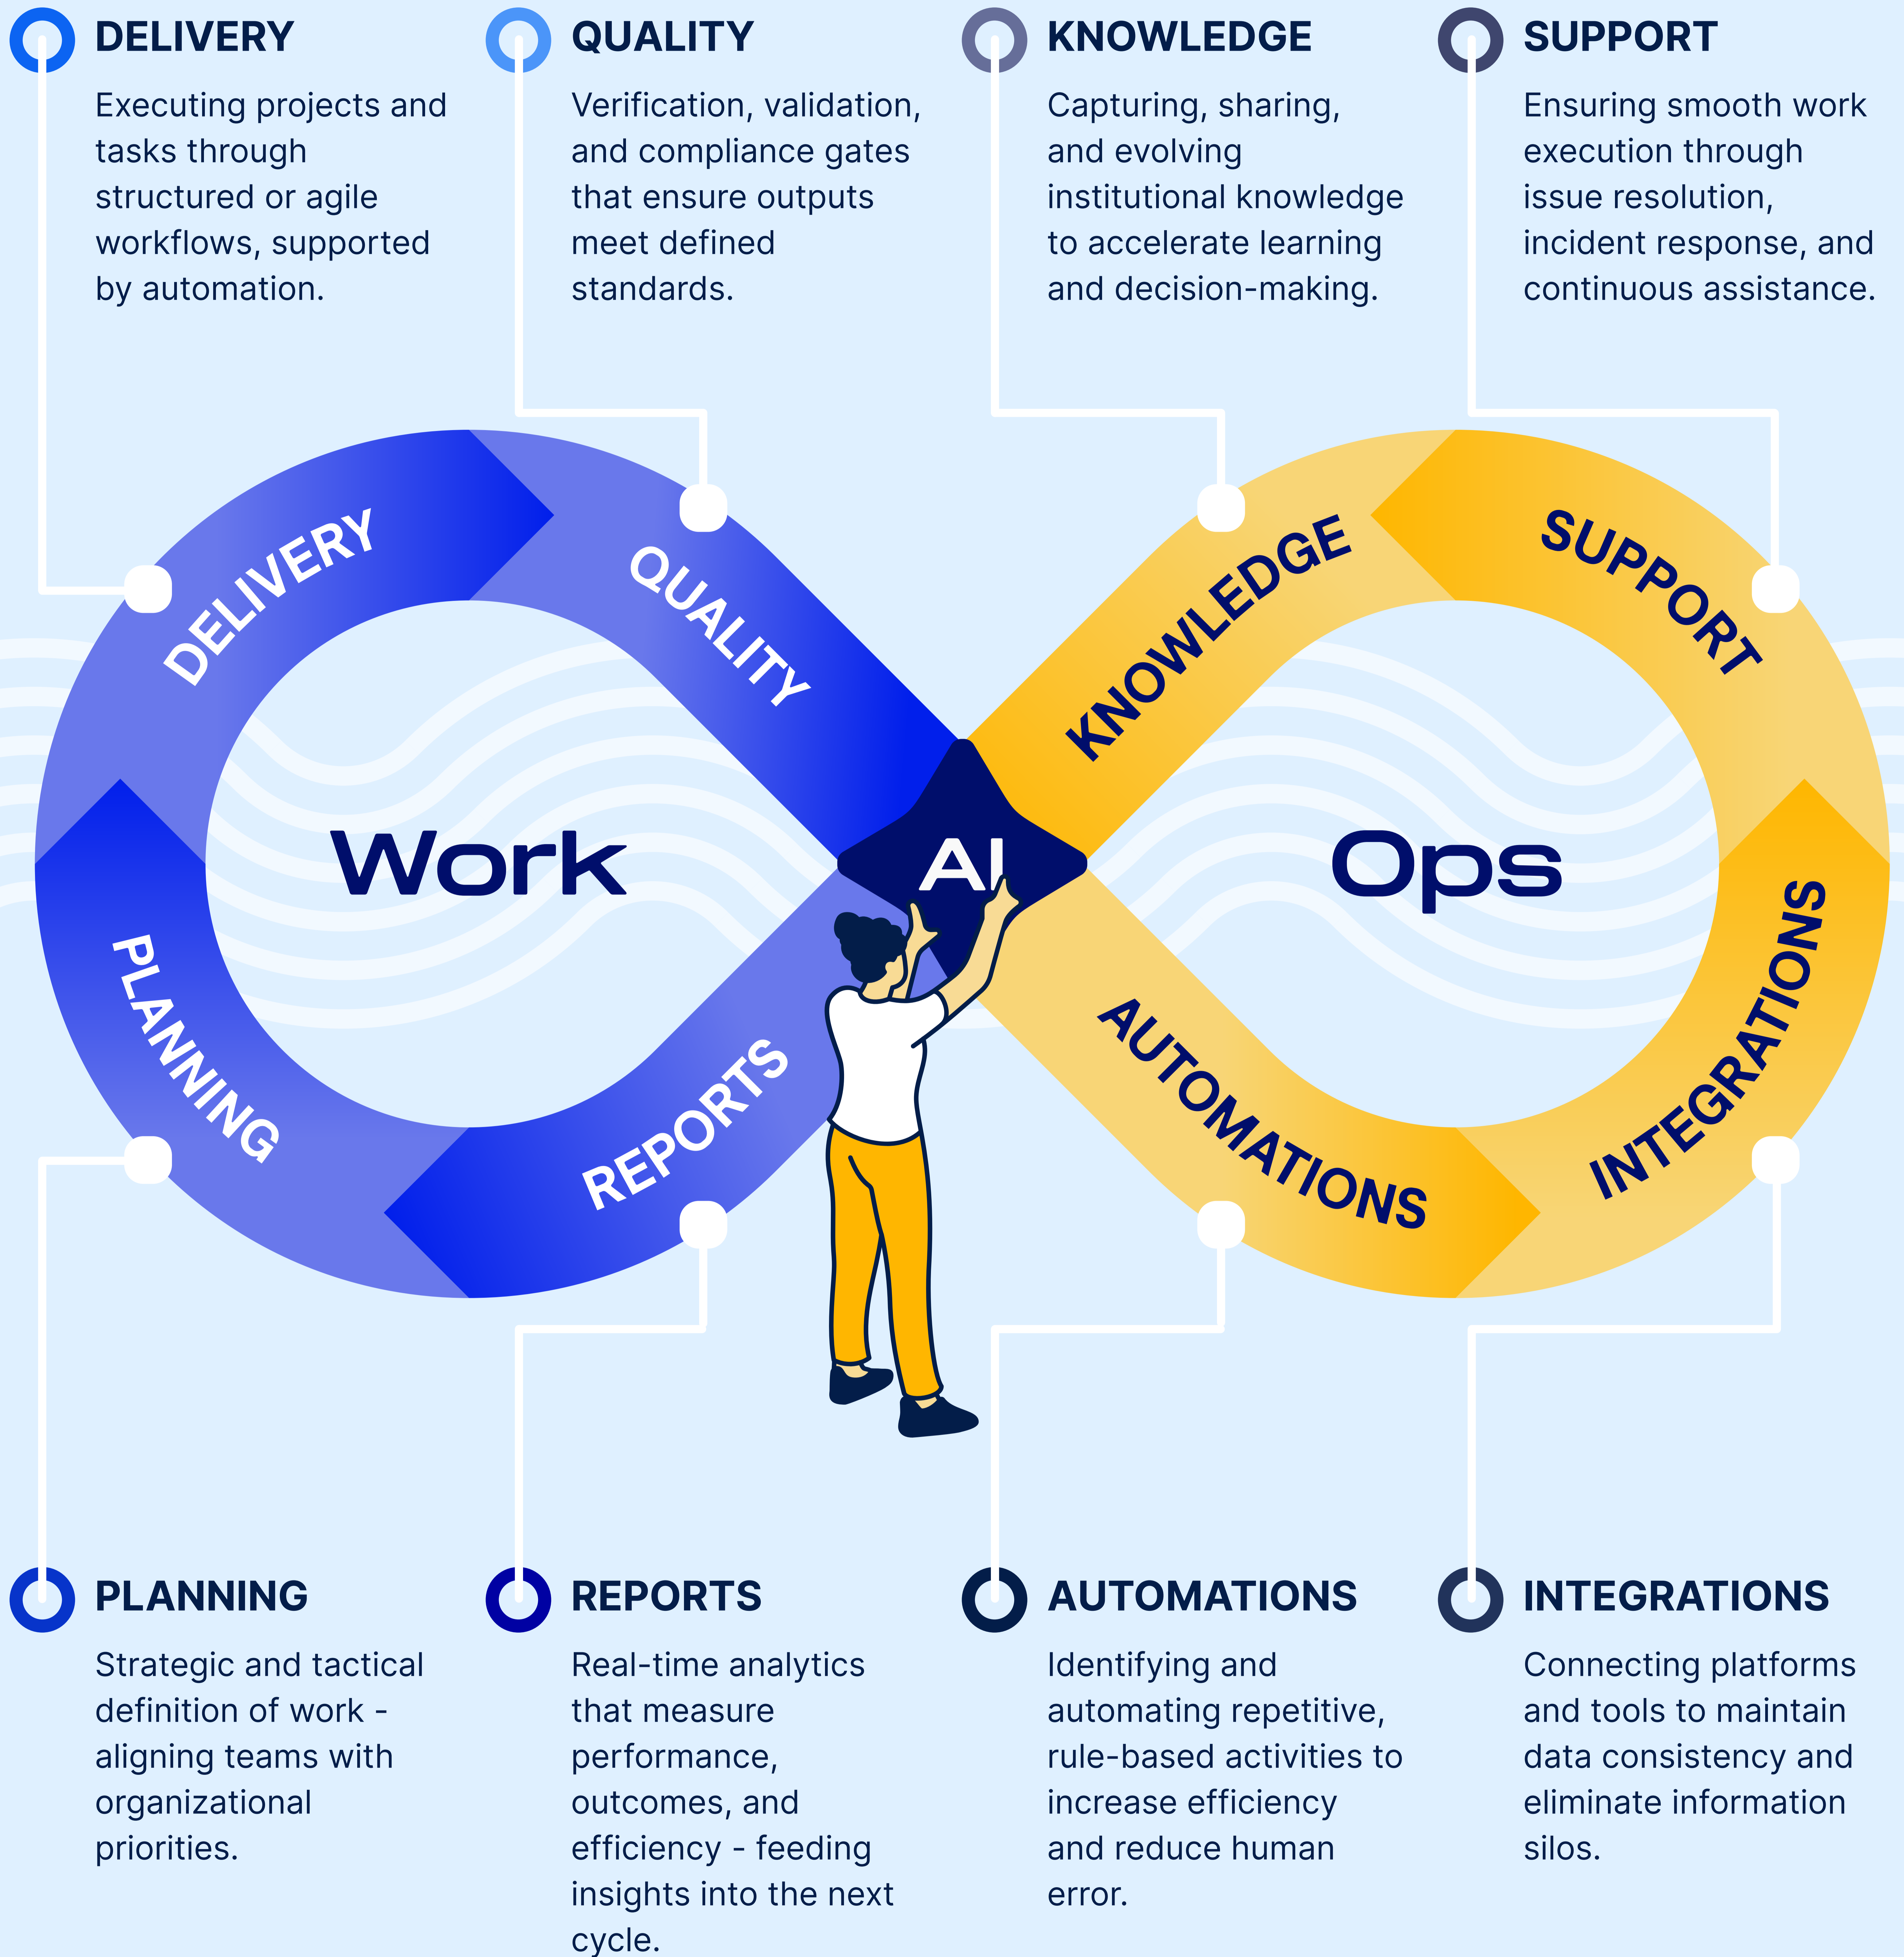 DELIVERY
Executing projects and
tasks through
structured or agile
workflows, supported
by automation.
QUALITY
Verification, validation,
and compliance gates
that ensure outputs
meet defined
standards.
KNOWLEDGE
Capturing, sharing,
and evolving
institutional knowledge
to accelerate learning
and decision-making.
SUPPORT
Ensuring smooth work
execution through
issue resolution,
incident response, and
continuous assistance.
DELIVERY
QUALITY
KNOWLEDGE
SUPPORT
Work
AI
Ops
PLANNING
REPORTS
AUTOMATIONS
INTEGRATIONS
PLANNING
Strategic and tactical
definition of work -
aligning teams with
organizational
priorities.
REPORTS
Real-time analytics
that measure
performance,
outcomes, and
efficiency - feeding
insights into the next
cycle.
AUTOMATIONS
Identifying and
automating repetitive,
rule-based activities to
increase efficiency
and reduce human
error.
INTEGRATIONS
Connecting platforms
and tools to maintain
data consistency and
eliminate information
silos.